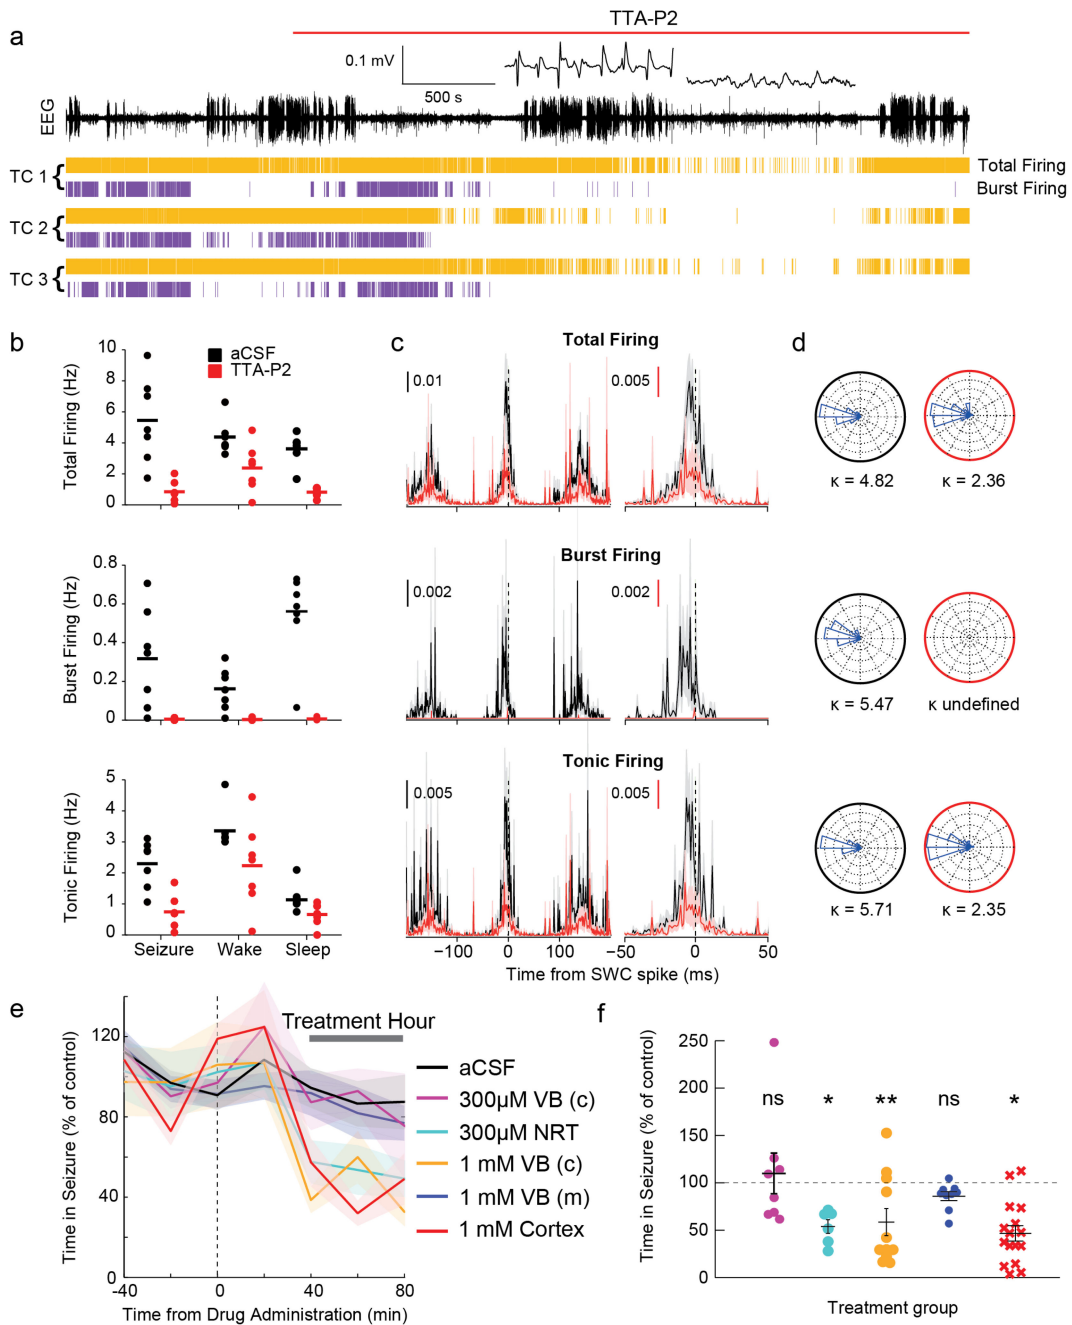 TTA-P2
a
0.1 mV
500 s
EEG
TC 1 {
Total Firing
Burst Firing
TC 2 {
TC 3 {
b
aCSF
TTA-P2
Total Firing (Hz)
10
8
6
4
2
0
Burst Firing (Hz)
0.8
0.6
0.4
0.2
0
Tonic Firing (Hz)
5
4
3
2
1
0
Seizure Wake Sleep
c
Total Firing
0.01
0.005
Burst Firing
0.002
0.002
Tonic Firing
0.005
0.005
−100 0 100 −50 0 50
Time from SWC spike (ms)
d
κ = 4.82 κ = 2.36
κ = 5.47 κ undefined
κ = 5.71 κ = 2.35
e
Time in Seizure (% of control)
120
80
40
0
-40 -20 0 20 40 60 80
Time from Drug Administration (min)
Treatment Hour
aCSF
300µM VB (c)
300µM NRT
1 mM VB (c)
1 mM VB (m)
1 mM Cortex
f
Time in Seizure (% of control)
250
200
150
100
50
0
ns * ** ns *
Treatment group